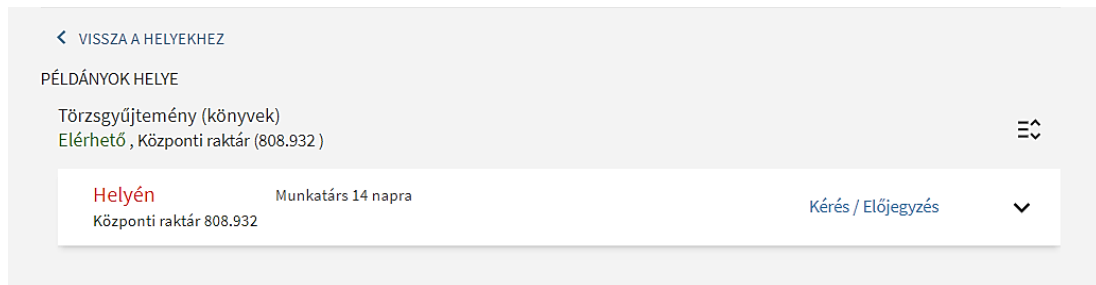 VISSZA A HELYEKHEZ
PÉLDÁNYOK HELYE
Törzsgyűjtemény (könyvek)
Elérhető , Központi raktár (808.932 )
Helyén Munkatárs 14 napra
Kérés / Előjegyzés
Központi raktár 808.932